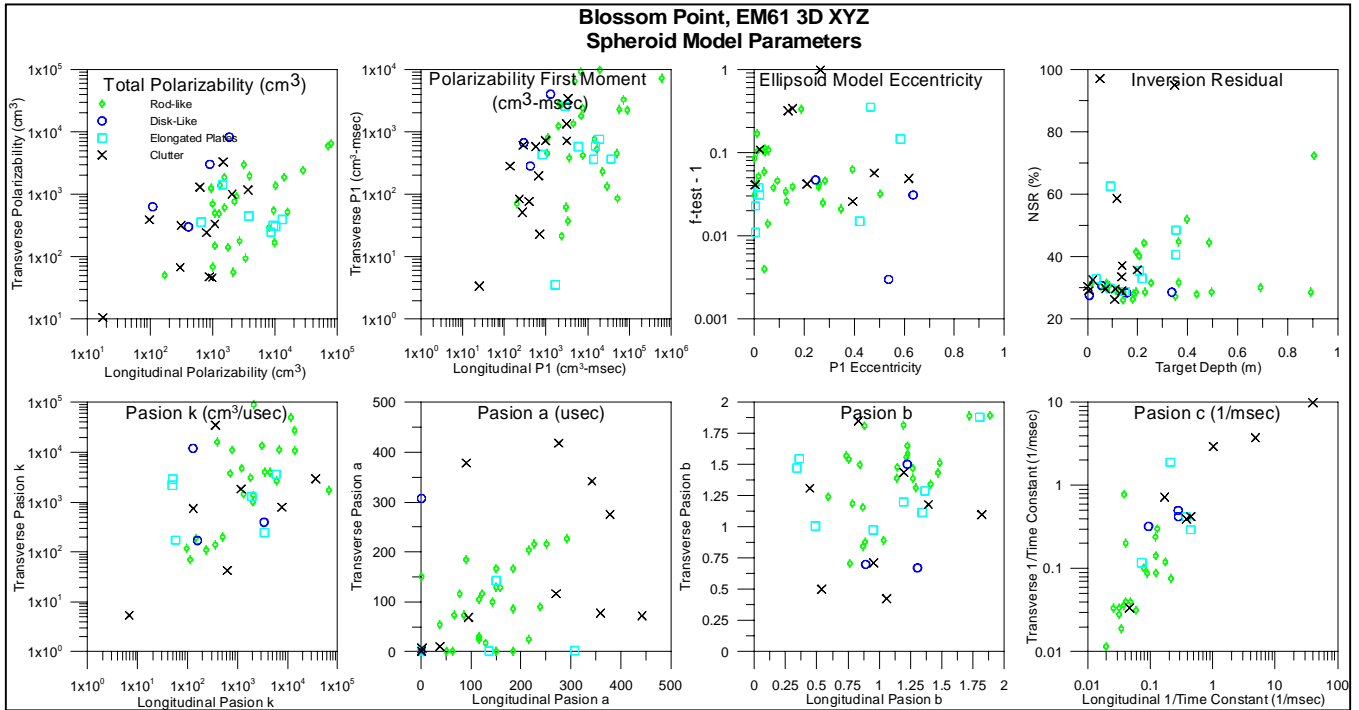 Blossom Point, EM61 3D XYZ
Spheroid Model Parameters
Total Polarizability (cm3)
Rod-like
Disk-Like
Elongated Plates
Clutter
Transverse Polarizability (cm3)
1x10^5
1x10^4
1x10^3
1x10^2
1x10^1
1x10^1 1x10^2 1x10^3 1x10^4 1x10^5
Longitudinal Polarizability (cm3)
Polarizability First Moment
(cm3-msec)
Transverse P1 (cm3-msec)
1x10^4
1x10^3
1x10^2
1x10^1
1x10^0
1x10^0 1x10^1 1x10^2 1x10^3 1x10^4 1x10^5 1x10^6
Longitudinal P1 (cm3-msec)
Ellipsoid Model Eccentricity
f-test - 1
1
0.1
0.01
0.001
0 0.2 0.4 0.6 0.8 1
P1 Eccentricity
Inversion Residual
NSR (%)
100
80
60
40
20
0 0.2 0.4 0.6 0.8 1
Target Depth (m)
Pasion k (cm3/usec)
Transverse Pasion k
1x10^5
1x10^4
1x10^3
1x10^2
1x10^1
1x10^0
1x10^0 1x10^1 1x10^2 1x10^3 1x10^4 1x10^5
Longitudinal Pasion k
Pasion a (usec)
Transverse Pasion a
500
400
300
200
100
0
0 100 200 300 400 500
Longitudinal Pasion a
Pasion b
Transverse Pasion b
2
1.75
1.5
1.25
1
0.75
0.5
0.25
0
0 0.25 0.5 0.75 1 1.25 1.5 1.75 2
Longitudinal Pasion b
Pasion c (1/msec)
Transverse 1/Time Constant (1/msec)
10
1
0.1
0.01
0.01 0.1 1 10 100
Longitudinal 1/Time Constant (1/msec)